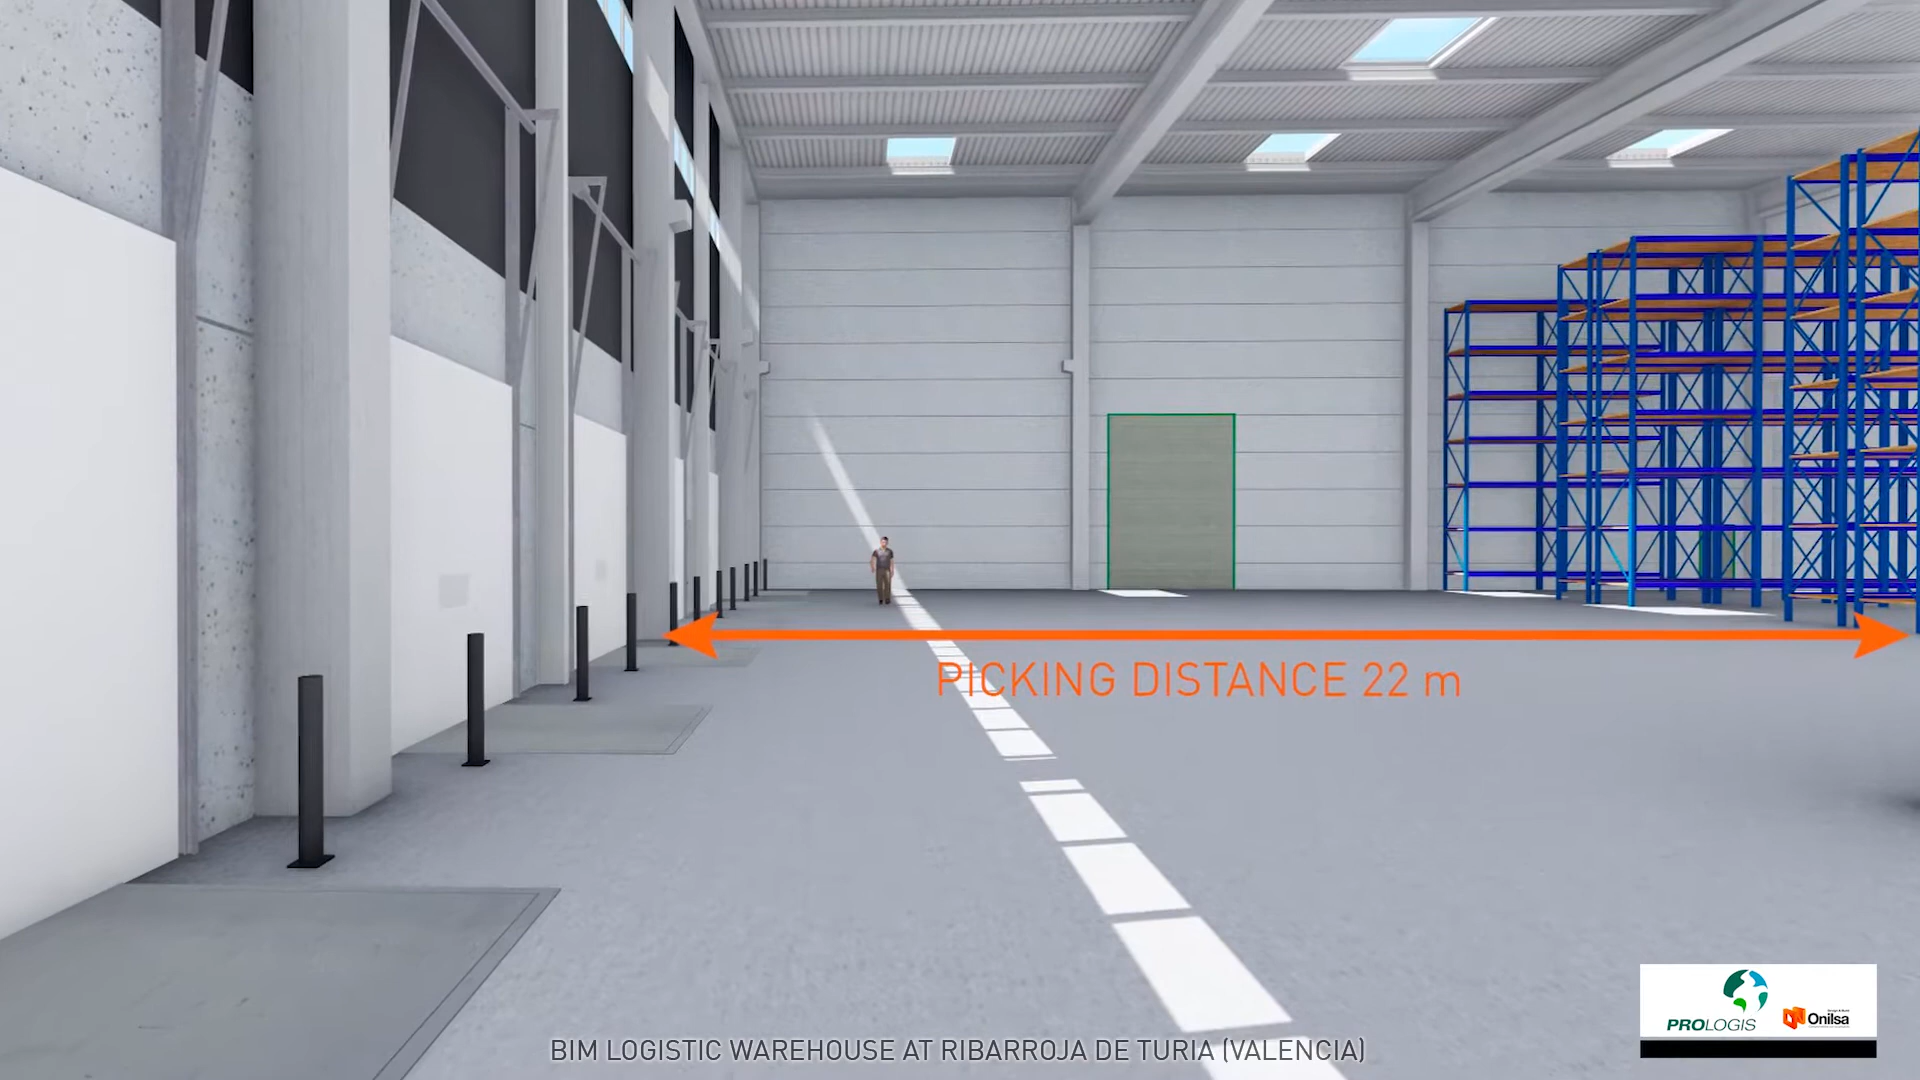 PICKING DISTANCE 22 m
PROLOGIS
Onilsa
BIM LOGISTIC WAREHOUSE AT RIBARROJA DE TURIA (VALENCIA)